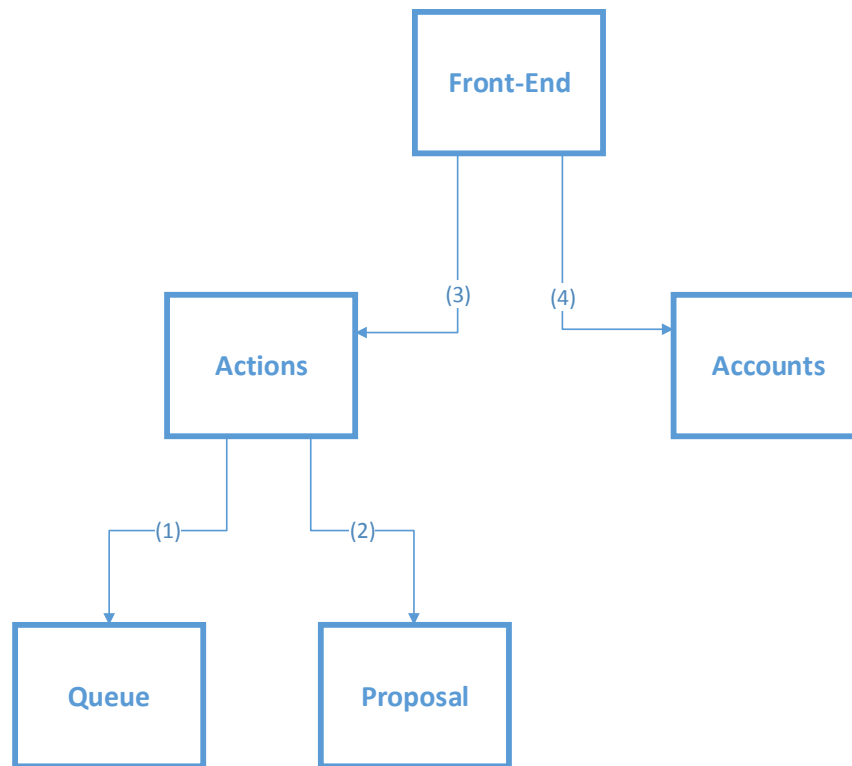 Front-End
(3)
(4)
Actions
Accounts
(1)
(2)
Queue
Proposal